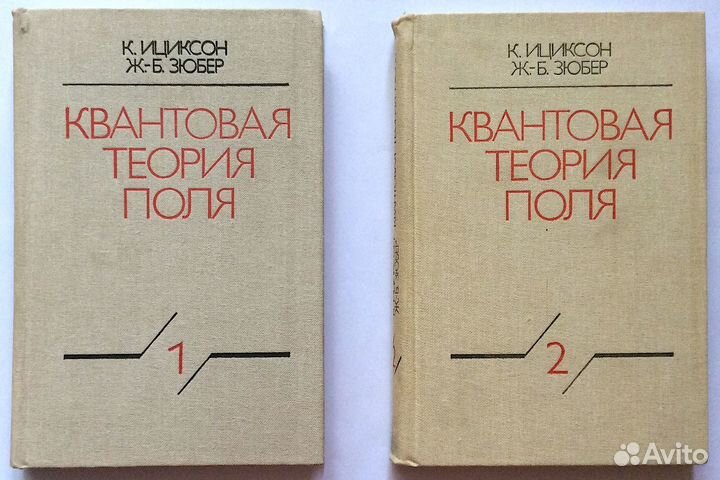 К. ИЦИКСОН
Ж.-Б. ЗЮБЕР
КВАНТОВАЯ
ТЕОРИЯ
ПОЛЯ
1
К. ИЦИКСОН
Ж.-Б. ЗЮБЕР
КВАНТОВАЯ
ТЕОРИЯ
ПОЛЯ
2
Avito